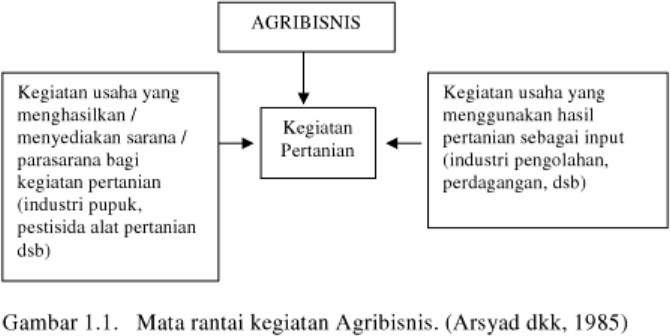 AGRIBISNIS
Kegiatan usaha yang
menghasilkan /
menyediakan sarana /
parasarana bagi
kegiatan pertanian
(industri pupuk,
pestisida alat pertanian
dsb)
Kegiatan
Pertanian
Kegiatan usaha yang
menggunakan hasil
pertanian sebagai input
(industri pengolahan,
perdagangan, dsb)
Gambar 1.1. Mata rantai kegiatan Agribisnis. (Arsyad dkk, 1985)